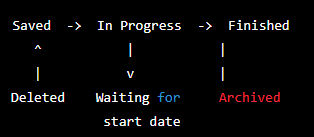 Saved -> In Progress -> Finished
^ | |
| v |
Deleted Waiting for Archived
start date